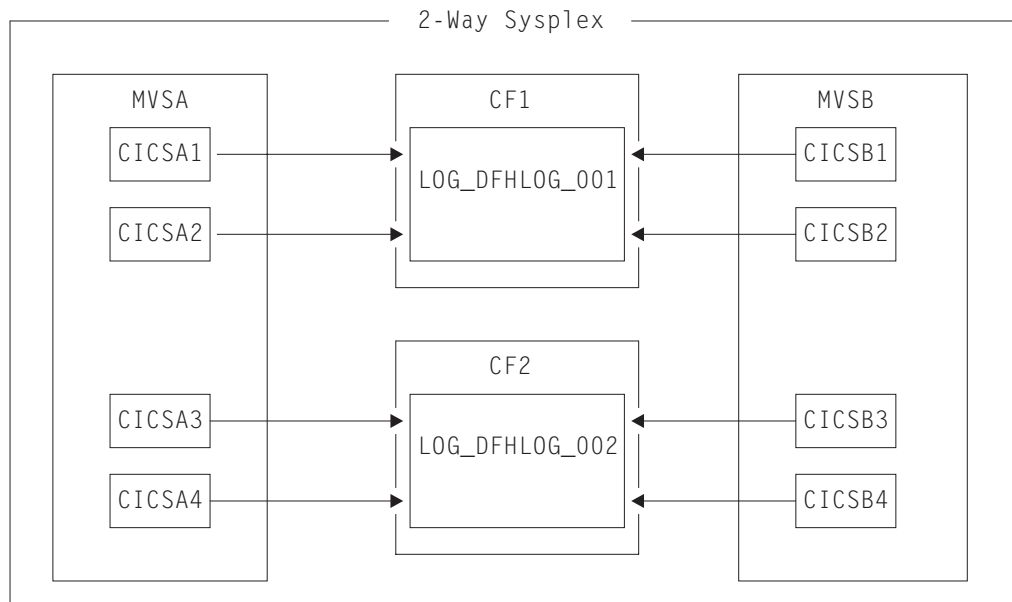 2-Way Sysplex
MVSA
CF1
MVSB
CICSA1
CICSB1
LOG_DFHLOG_001
CICSA2
CICSB2
CF2
CICSA3
CICSB3
LOG_DFHLOG_002
CICSA4
CICSB4